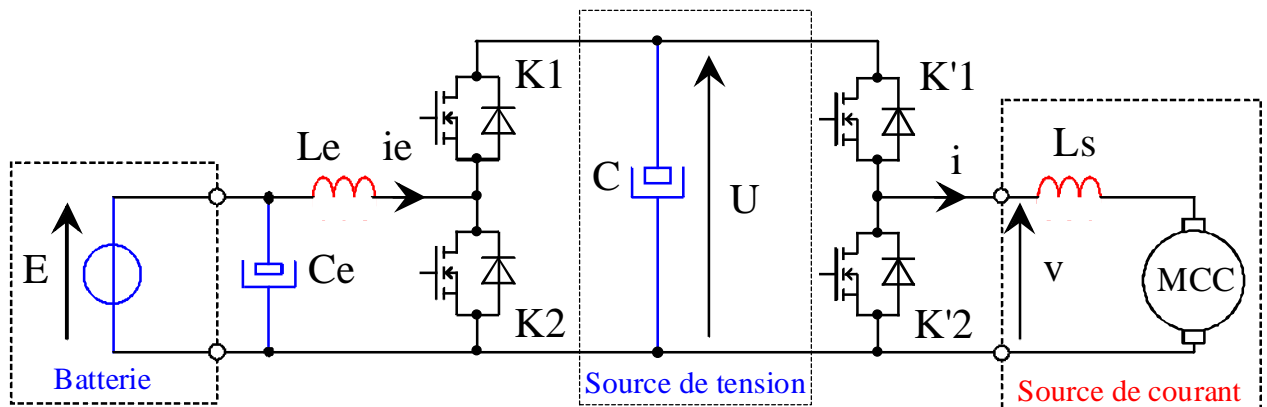 K1
K'1
Le
ie
C
U
i
Ls
E
Ce
v
MCC
K2
K'2
Batterie
Source de tension
Source de courant